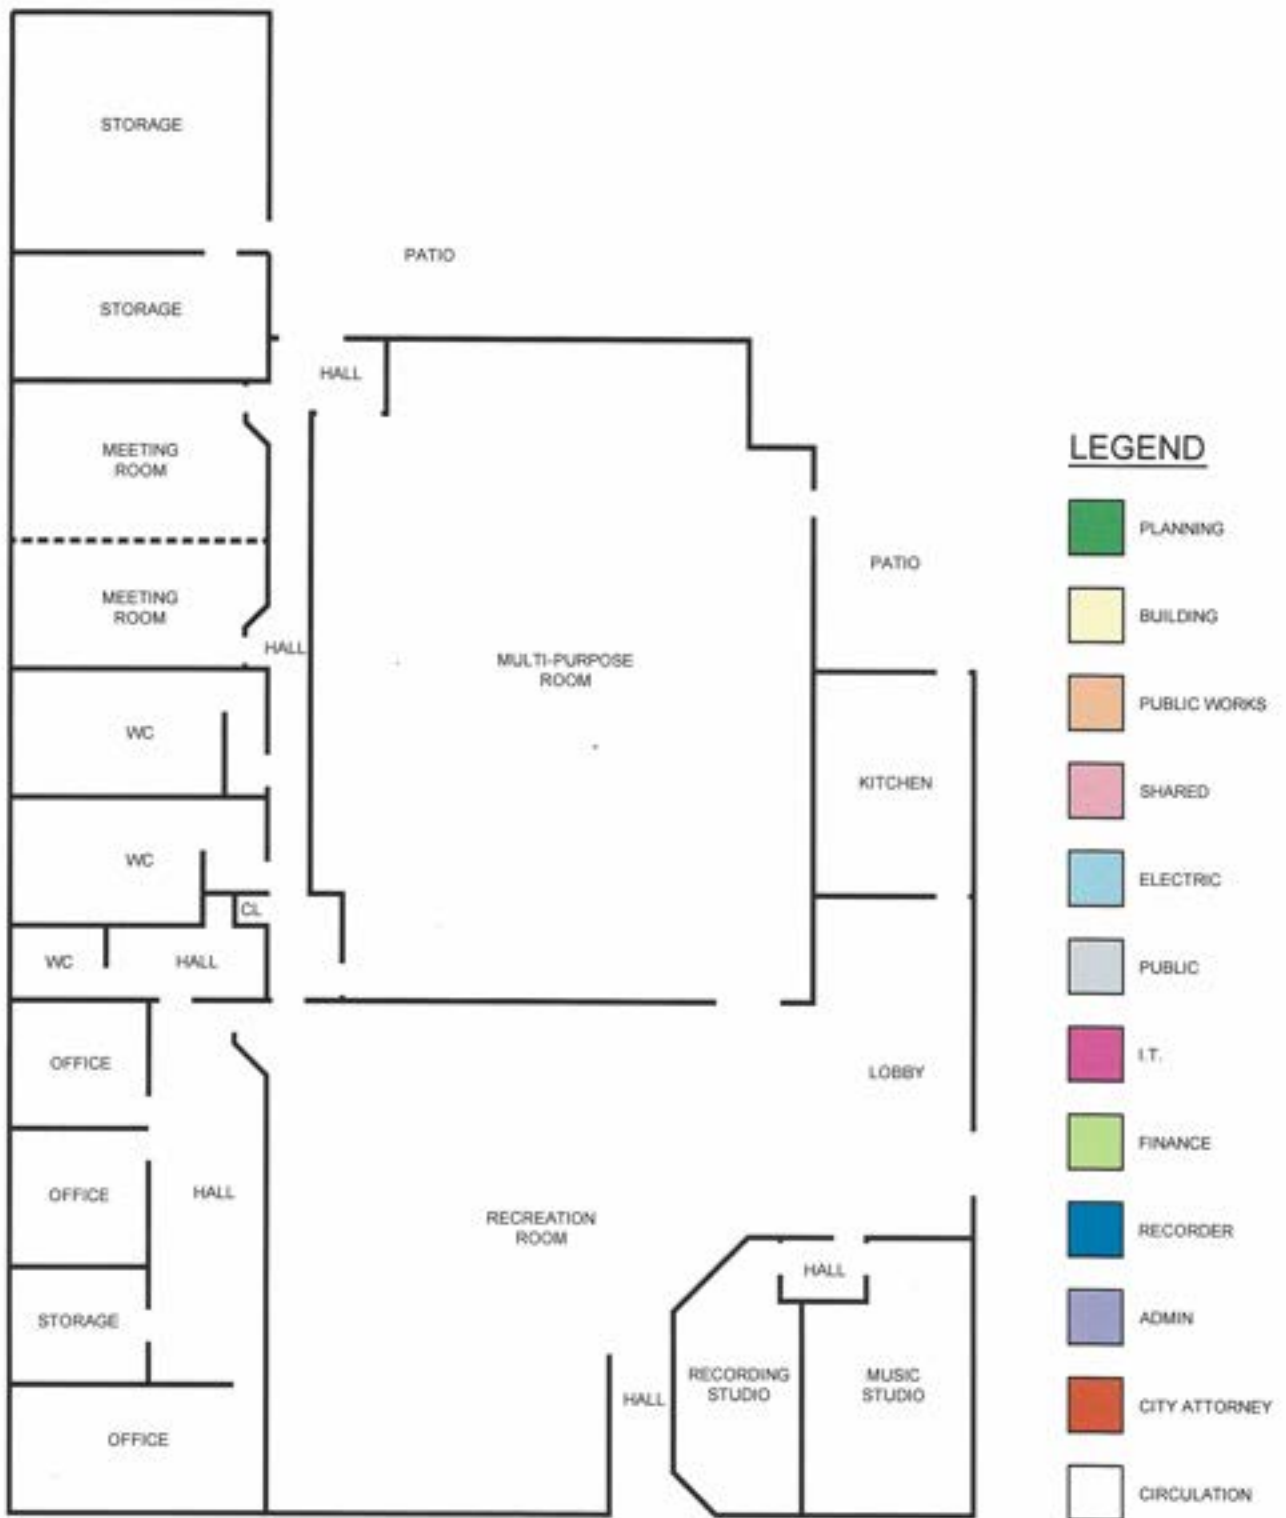 STORAGE
PATIO
STORAGE
HALL
MEETING
ROOM
PATIO
MEETING
ROOM
HALL
MULTI-PURPOSE
ROOM
WC
KITCHEN
WC
CL
WC
HALL
OFFICE
LOBBY
OFFICE
HALL
RECREATION
ROOM
HALL
STORAGE
RECORDING
STUDIO
MUSIC
STUDIO
HALL
OFFICE
LEGEND
PLANNING
BUILDING
PUBLIC WORKS
SHARED
ELECTRIC
PUBLIC
I.T.
FINANCE
RECORDER
ADMIN
CITY ATTORNEY
CIRCULATION